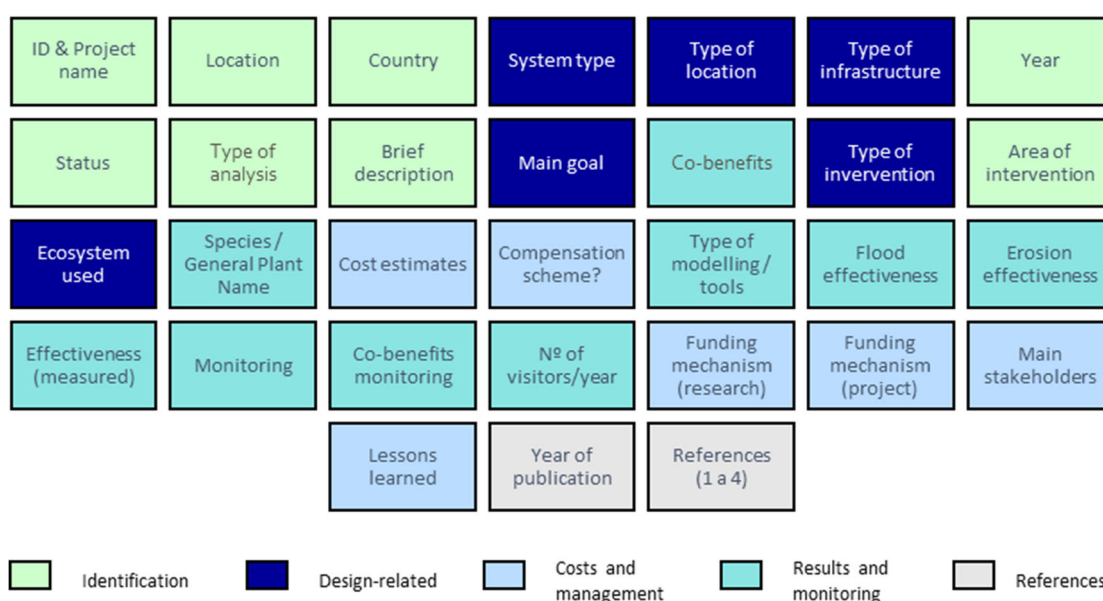 ID & Project
name
Location
Country
System type
Type of
location
Type of
infrastructure
Year
Status
Type of
analysis
Brief
description
Main goal
Co-benefits
Type of
invervention
Area of
intervention
Ecosystem
used
Species /
General Plant
Name
Cost estimates
Compensation
scheme?
Type of
modelling /
tools
Flood
effectiveness
Erosion
effectiveness
Effectiveness
(measured)
Monitoring
Co-benefits
monitoring
Nº of
visitors/year
Funding
mechanism
(research)
Funding
mechanism
(project)
Main
stakeholders
Lessons
learned
Year of
publication
References
(1 a 4)
Identification
Design-related
Costs and
management
Results and
monitoring
References